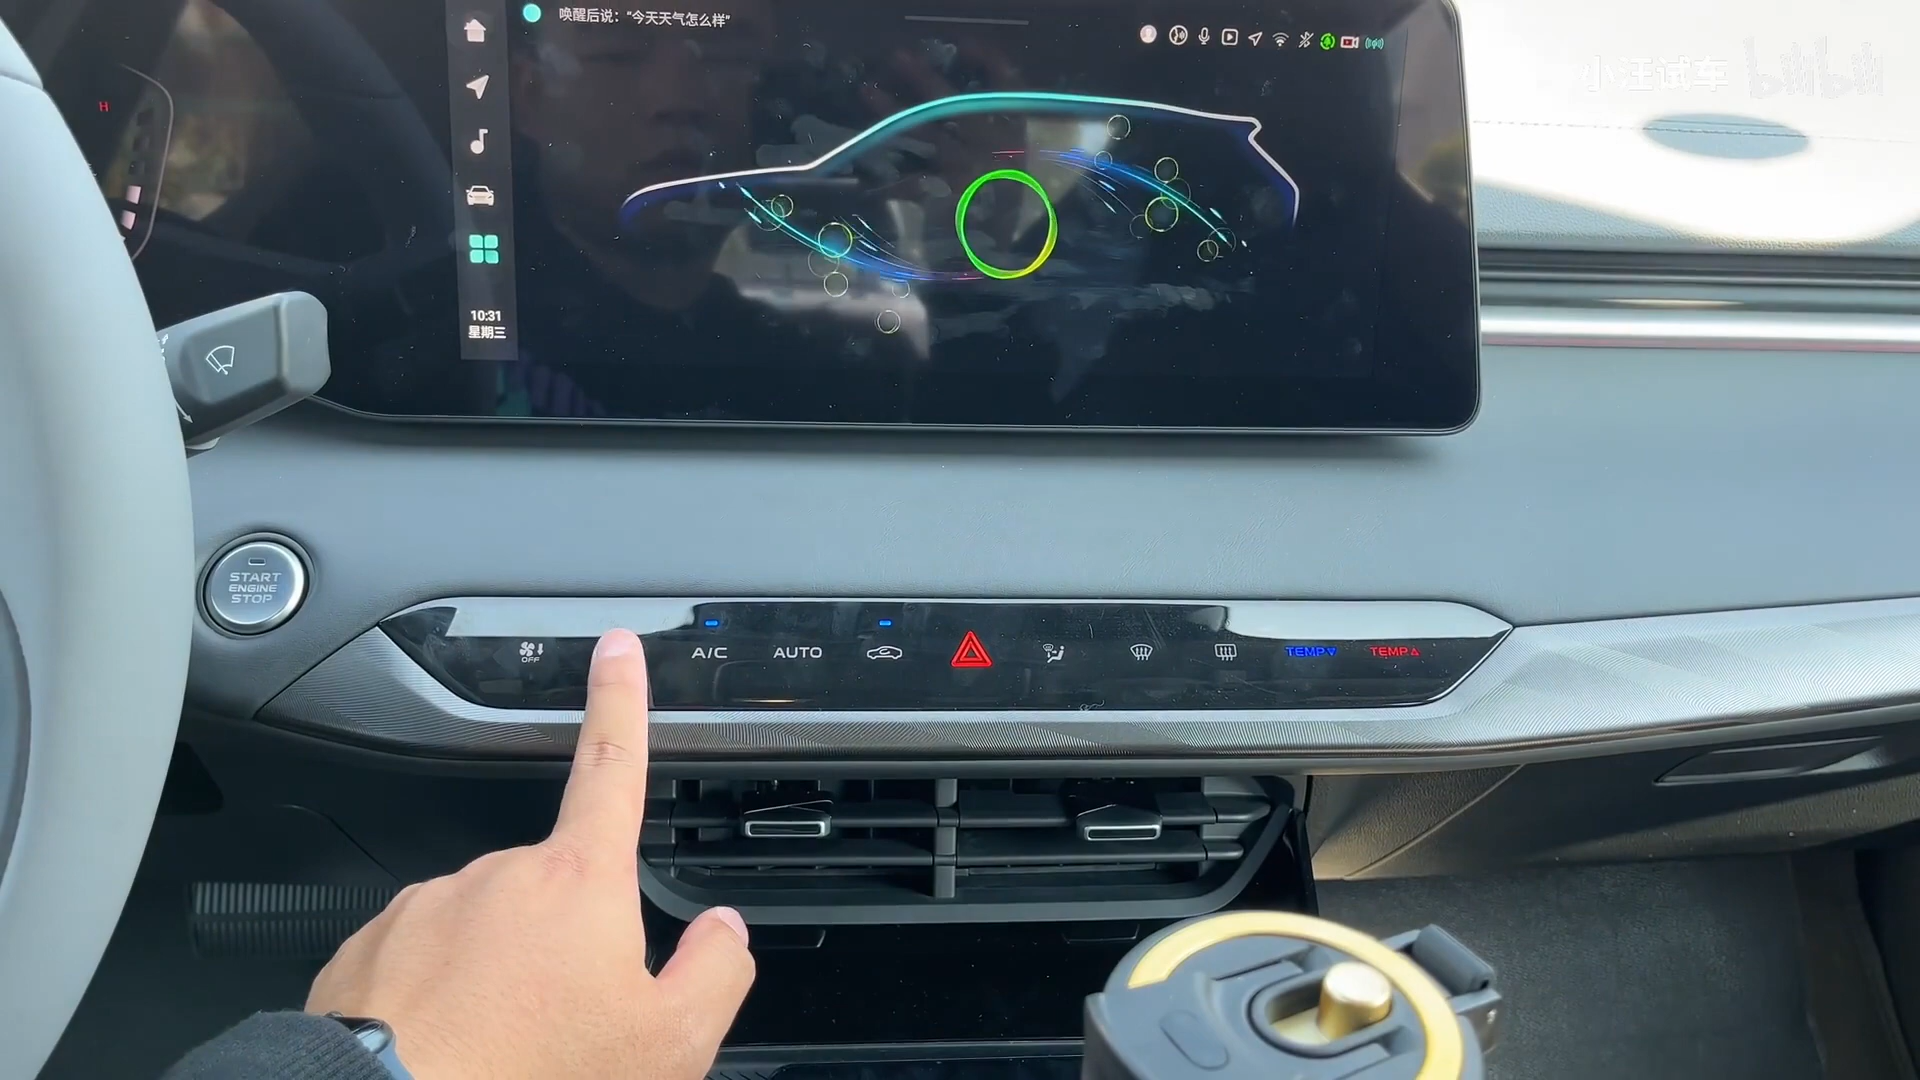 唤醒后说：“今天天气怎么样”
小汪试车 bilibili
H
10:31
星期三
START
ENGINE
STOP
OFF
A/C
AUTO
TEMP▼
TEMP▲